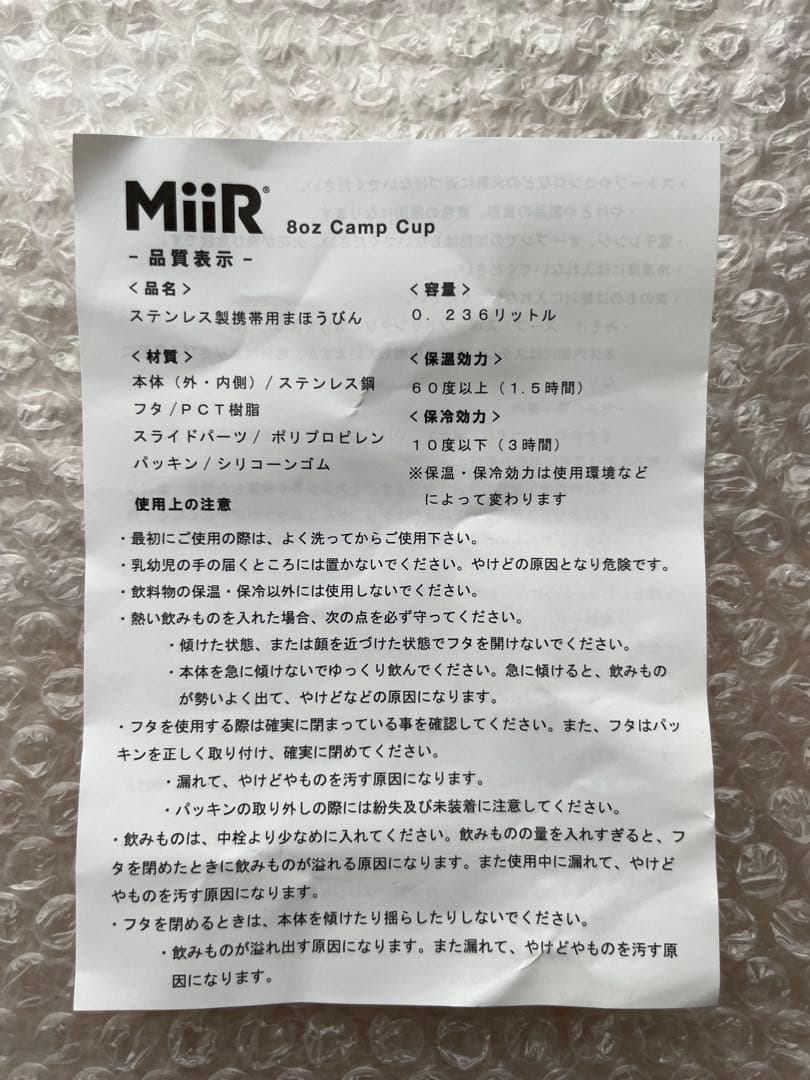 MiiR® 8oz Camp Cup
- 品質表示 -
＜品名＞
ステンレス製携帯用まほうびん
＜容量＞
0．236リットル
＜材質＞
本体（外・内側）/ステンレス鋼
フタ/PCT樹脂
スライドパーツ/ ポリプロピレン
パッキン/シリコーンゴム
＜保温効力＞
60度以上（1.5時間）
＜保冷効力＞
10度以下（3時間）
※保温・保冷効力は使用環境など
によって変わります
使用上の注意
・最初にご使用の際は、よく洗ってからご使用下さい。
・乳幼児の手の届くところには置かないでください。やけどの原因となり危険です。
・飲料物の保温・保冷以外には使用しないでください。
・熱い飲みものを入れた場合、次の点を必ず守ってください。
・傾けた状態、または顔を近づけた状態でフタを開けないでください。
・本体を急に傾けないでゆっくり飲んでください。急に傾けると、飲みもの
が勢いよく出て、やけどなどの原因になります。
・フタを使用する際は確実に閉まっている事を確認してください。また、フタはパッ
キンを正しく取り付け、確実に閉めてください。
・漏れて、やけどやものを汚す原因になります。
・パッキンの取り外しの際には紛失及び未装着に注意してください。
・飲みものは、中栓より少なめに入れてください。飲みものの量を入れすぎると、フ
タを閉めたときに飲みものが溢れる原因になります。また使用中に漏れて、やけど
やものを汚す原因になります。
・フタを閉めるときは、本体を傾けたり揺らしたりしないでください。
・飲みものが溢れ出す原因になります。また漏れて、やけどやものを汚す原
因になります。